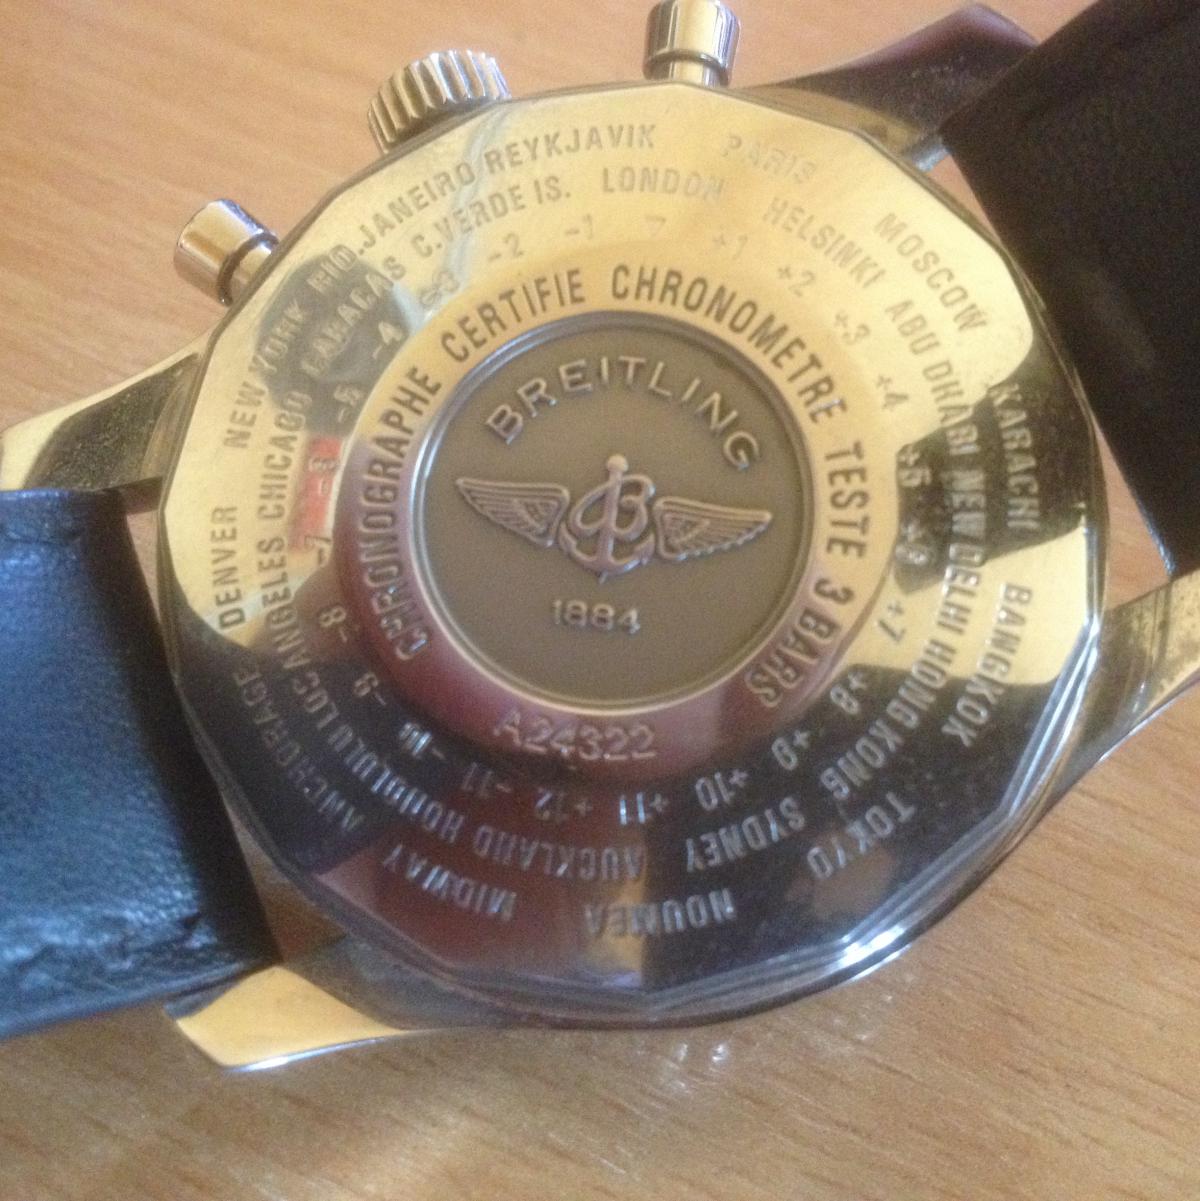 BREITLING
1884
CHRONOGRAPHE CERTIFIE CHRONOMETRE TESTE 3 BARS
A24322
-11 -9 -8 -7 -6 -5 -4 -3 -2 -1 +1 +2 +3 +4 +5 +6 +7 +8 +9 +10 +11 +12
HONOLULU LOC ANGELES CHICAGO CARACAS C.VERDE IS. LONDON HELSINKI ABU DHABI NEW DELHI HONG KONG SYDNEY AUCKLAND
MIDWAY ANCHORAGE DENVER NEW YORK RIO.JANEIRO REYKJAVIK PARIS MOSCOW KARACHI BANGKOK TOKYO NOUMEA